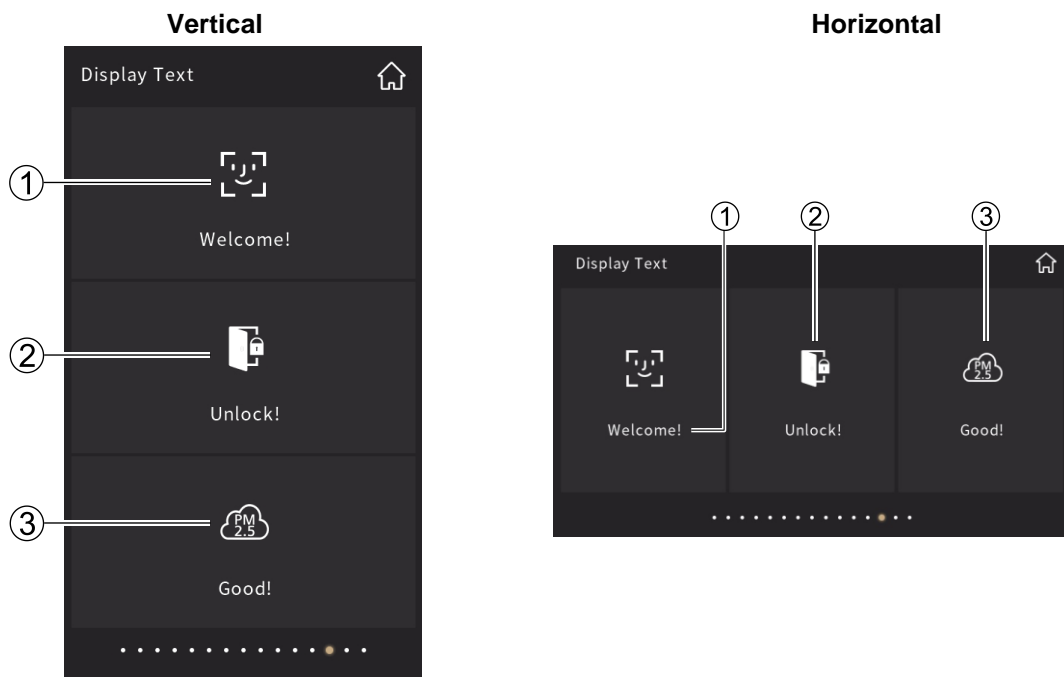 Vertical
Display Text
①
Welcome!
②
Unlock!
③
PM
2.5
Good!
Horizontal
① ② ③
Display Text
PM
2.5
Welcome! Unlock! Good!